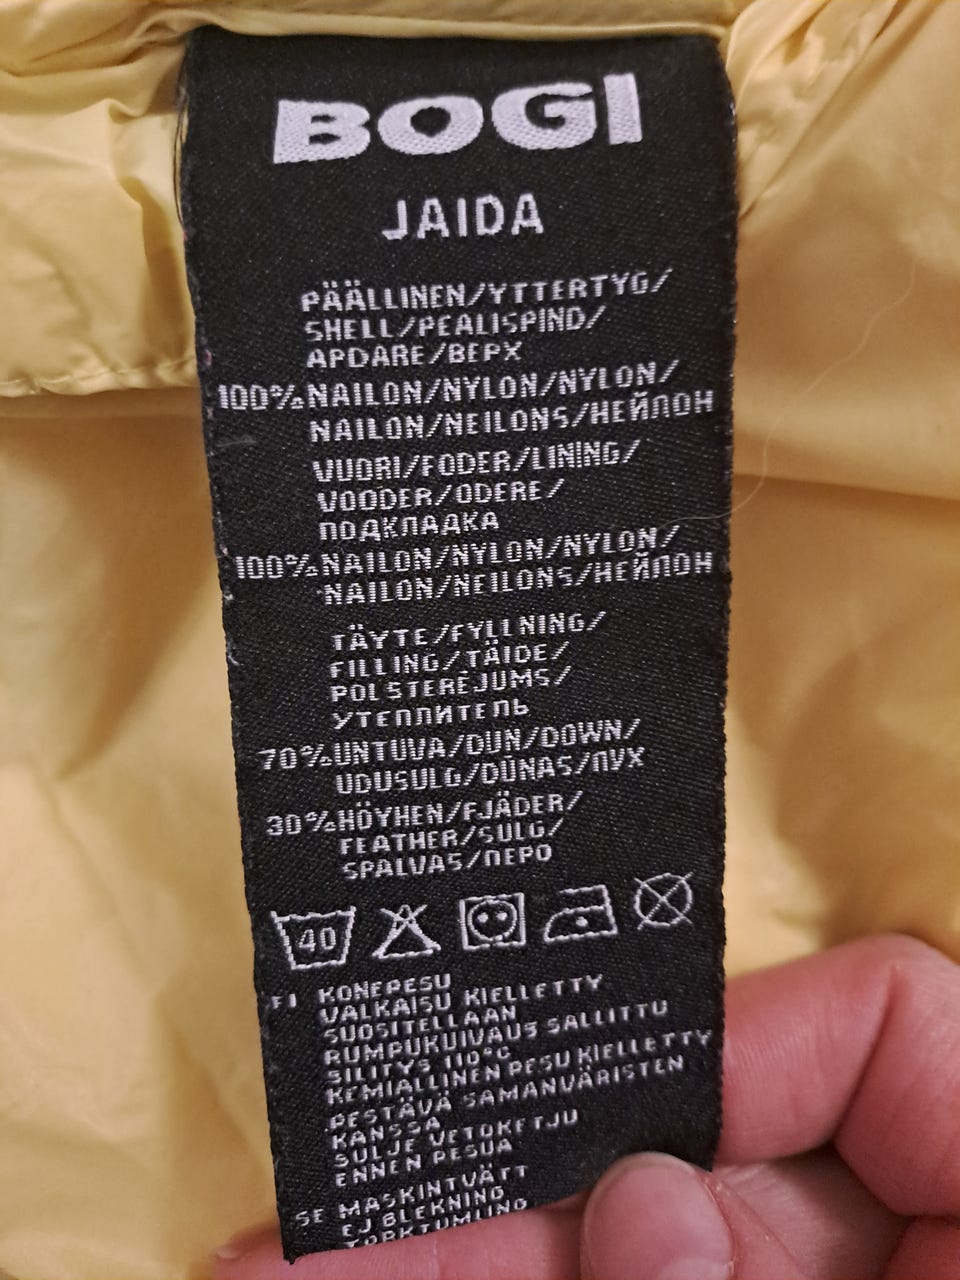 BOGI
JAIDA
PÄÄLLINEN/YTTERTYG/
SHELL/PEALISPIND/
APDARE/ВЕРХ
100% NAILON/NYLON/NYLON/
NAILON/NEILONS/НЕЙЛОН
VUORI/FODER/LINING/
VOODER/ODERE/
ПОДКЛАДКА
100% NAILON/NYLON/NYLON/
NAILON/NEILONS/НЕЙЛОН
TÄYTE/FYLLNING/
FILLING/TÄIDE/
POLSTERĒJUMS/
УТЕПЛИТЕЛЬ
70% UNTUVA/DUN/DOWN/
UDUSULG/DŪNAS/ПУХ
30% HÖYHEN/FJÄDER/
FEATHER/SULG/
SPALVAS/ПЕРО
40
FI KONEPESU
VALKAISU KIELLETTY
SUOSITELLAAN
RUMPUKUIVAUS SALLITTU
SILITYS 110°C
KEMIALLINEN PESU KIELLETTY
PESTÄVÄ SAMANVÄRISTEN
KANSSA
SULJE VETOKETJU
ENNEN PESUA
SE MASKINTVÄTT
EJ BLEKNING
TORKTUMLING